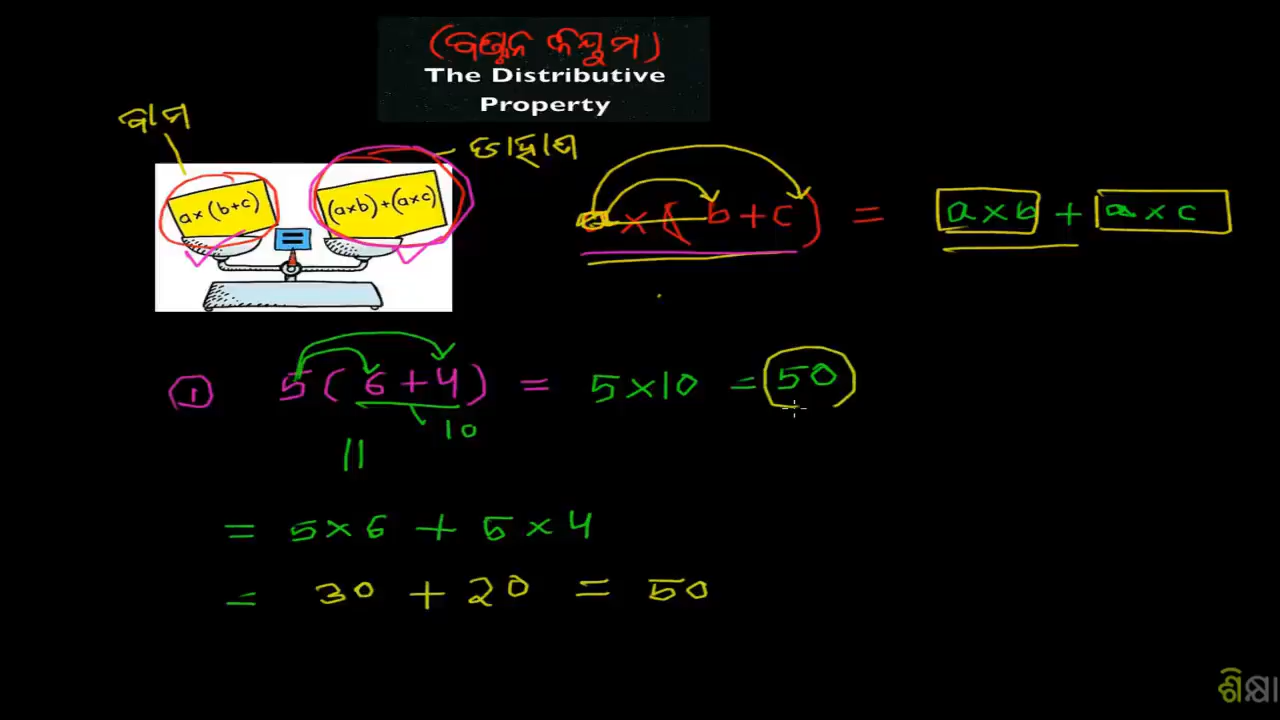 (ବଣ୍ଟନ ନିୟମ)
The Distributive
Property
ବାମ
ଡାହାଣ
a×(b+c) = (a×b)+(a×c)
a × (b + c) = a × b + a × c
① 5(6+4) = 5×10 = 50
10
||
= 5×6 + 5×4
= 30 + 20 = 50
ଶିକ୍ଷା